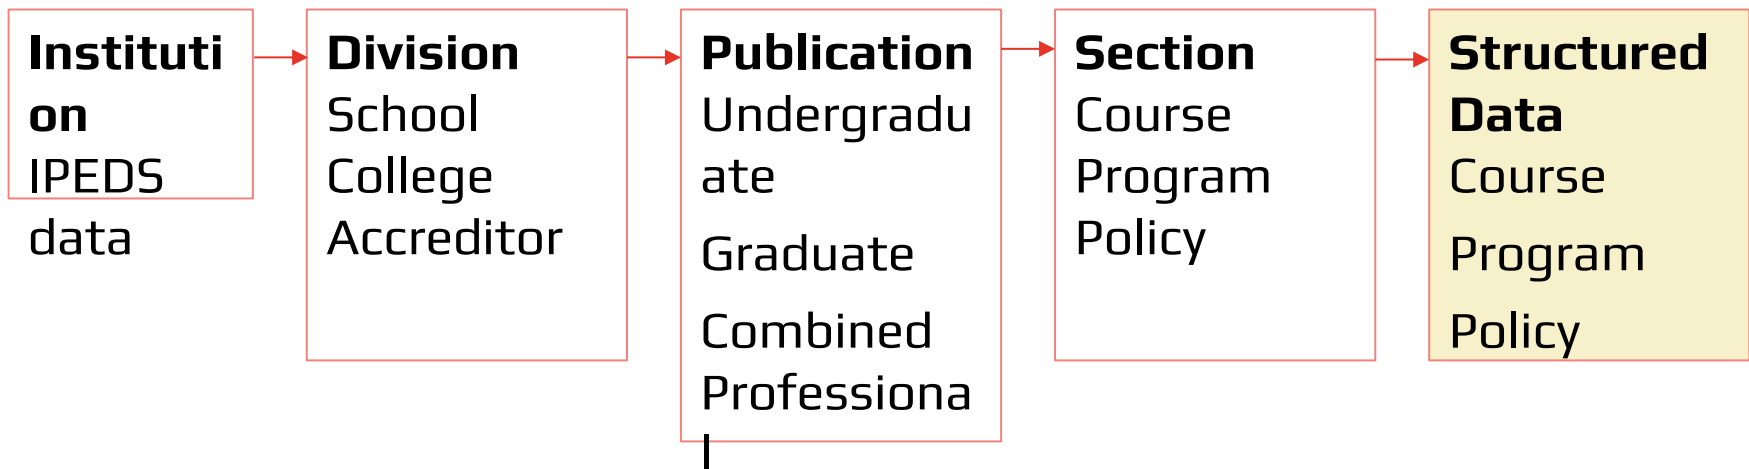 Instituti
on
IPEDS
data
Division
School
College
Accreditor
Publication
Undergradu
ate
Graduate
Combined
Professiona
l
Section
Course
Program
Policy
Structured
Data
Course
Program
Policy